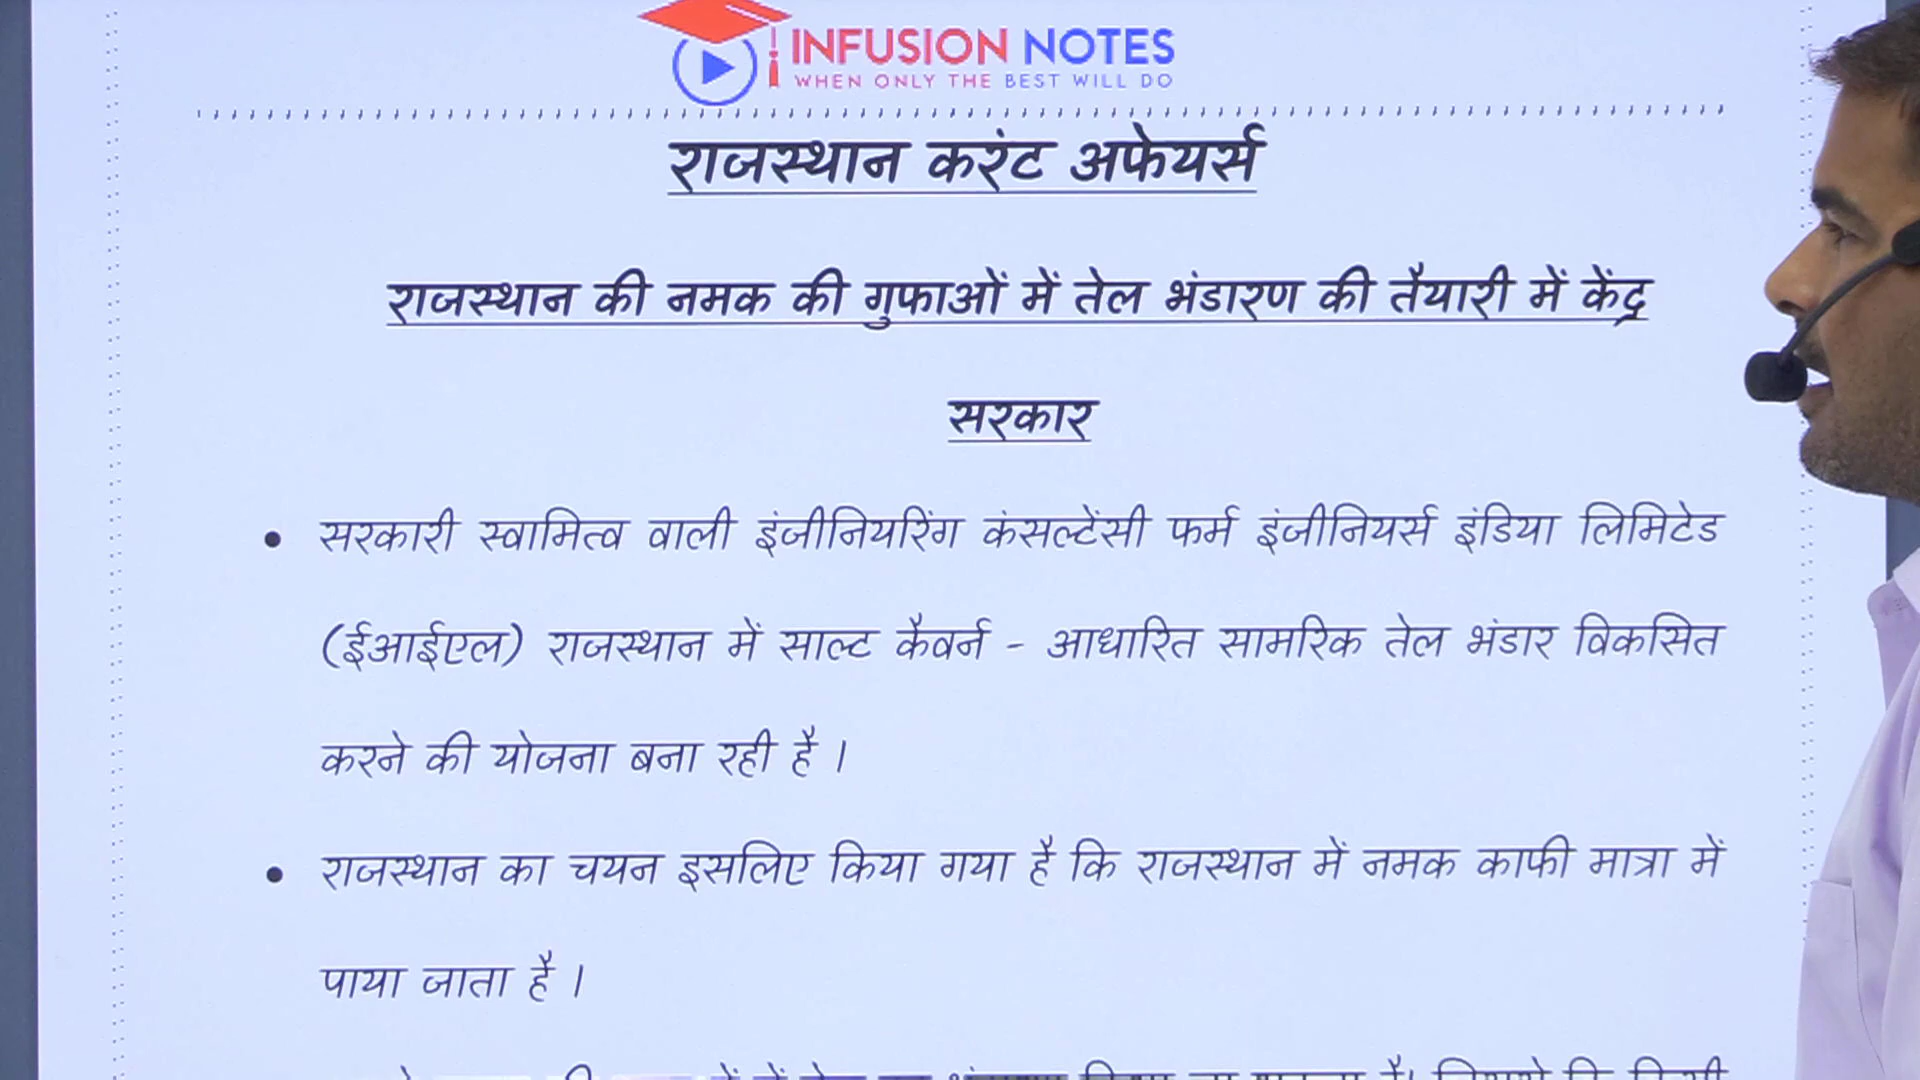 INFUSION NOTES
WHEN ONLY THE BEST WILL DO
राजस्थान करंट अफेयर्स
राजस्थान की नमक की गुफाओं में तेल भंडारण की तैयारी में केंद्र
सरकार
• सरकारी स्वामित्व वाली इंजीनियरिंग कंसल्टेंसी फर्म इंजीनियर्स इंडिया लिमिटेड
(ईआईएल) राजस्थान में साल्ट कैवर्न - आधारित सामरिक तेल भंडार विकसित
करने की योजना बना रही है ।
• राजस्थान का चयन इसलिए किया गया है कि राजस्थान में नमक काफी मात्रा में
पाया जाता है ।